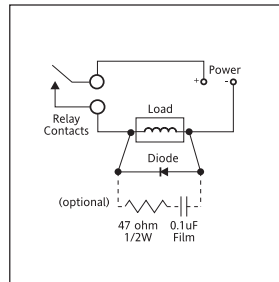 Power
+ -
Load
Relay
Contacts
Diode
(optional)
47 ohm
1/2W
0.1uF
Film